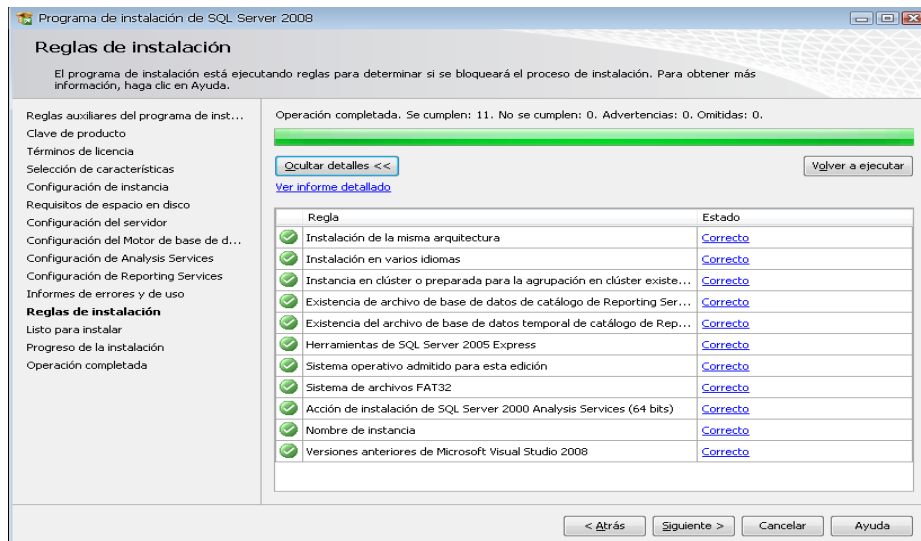 Programa de instalación de SQL Server 2008
Reglas de instalación
El programa de instalación está ejecutando reglas para determinar si se bloqueará el proceso de instalación. Para obtener más
información, haga clic en Ayuda.
Reglas auxiliares del programa de inst...
Clave de producto
Términos de licencia
Selección de características
Configuración de instancia
Requisitos de espacio en disco
Configuración del servidor
Configuración del Motor de base de d...
Configuración de Analysis Services
Configuración de Reporting Services
Informes de errores y de uso
Reglas de instalación
Listo para instalar
Progreso de la instalación
Operación completada
Operación completada. Se cumplen: 11. No se cumplen: 0. Advertencias: 0. Omitidas: 0.
Ocultar detalles <<
Volver a ejecutar
Ver informe detallado
Regla Estado
Instalación de la misma arquitectura Correcto
Instalación en varios idiomas Correcto
Instancia en clúster o preparada para la agrupación en clúster existe... Correcto
Existencia de archivo de base de datos de catálogo de Reporting Ser... Correcto
Existencia del archivo de base de datos temporal de catálogo de Rep... Correcto
Herramientas de SQL Server 2005 Express Correcto
Sistema operativo admitido para esta edición Correcto
Sistema de archivos FAT32 Correcto
Acción de instalación de SQL Server 2000 Analysis Services (64 bits) Correcto
Nombre de instancia Correcto
Versiones anteriores de Microsoft Visual Studio 2008 Correcto
< Atrás Siguiente > Cancelar Ayuda